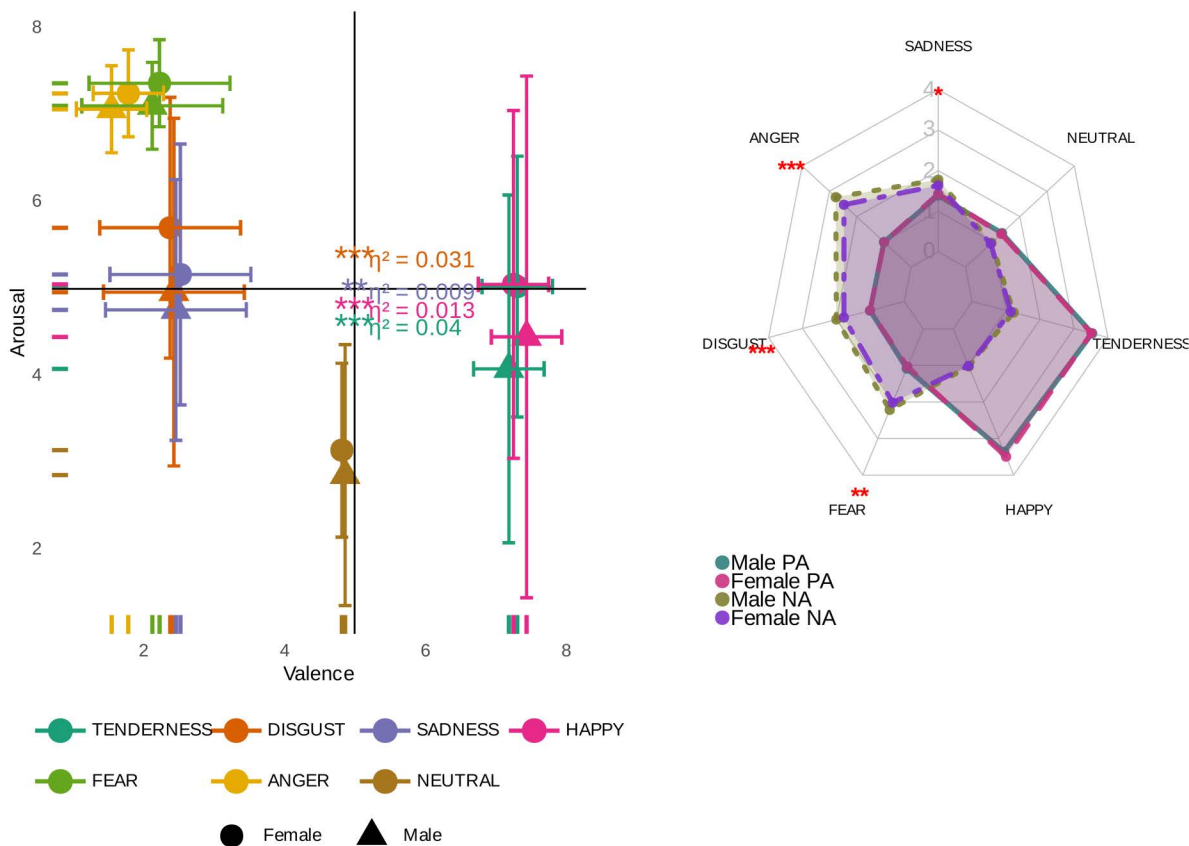 8
6
4
2
Arousal
***η² = 0.031
**η² = 0.009
***η² = 0.013
***η² = 0.04
2 4 6 8
Valence
TENDERNESS DISGUST SADNESS HAPPY
FEAR ANGER NEUTRAL
Female Male
SADNESS
*
4
3
2
1
0
ANGER
***
NEUTRAL
DISGUST
***
TENDERNESS
**
FEAR
HAPPY
Male PA
Female PA
Male NA
Female NA